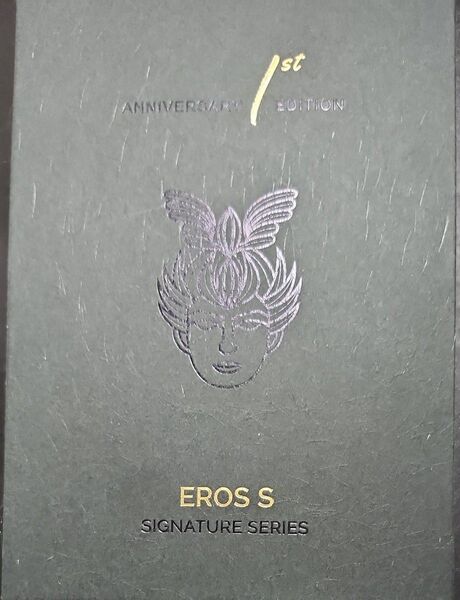 ANNIVERSARY 1st EDITION
EROS S
SIGNATURE SERIES